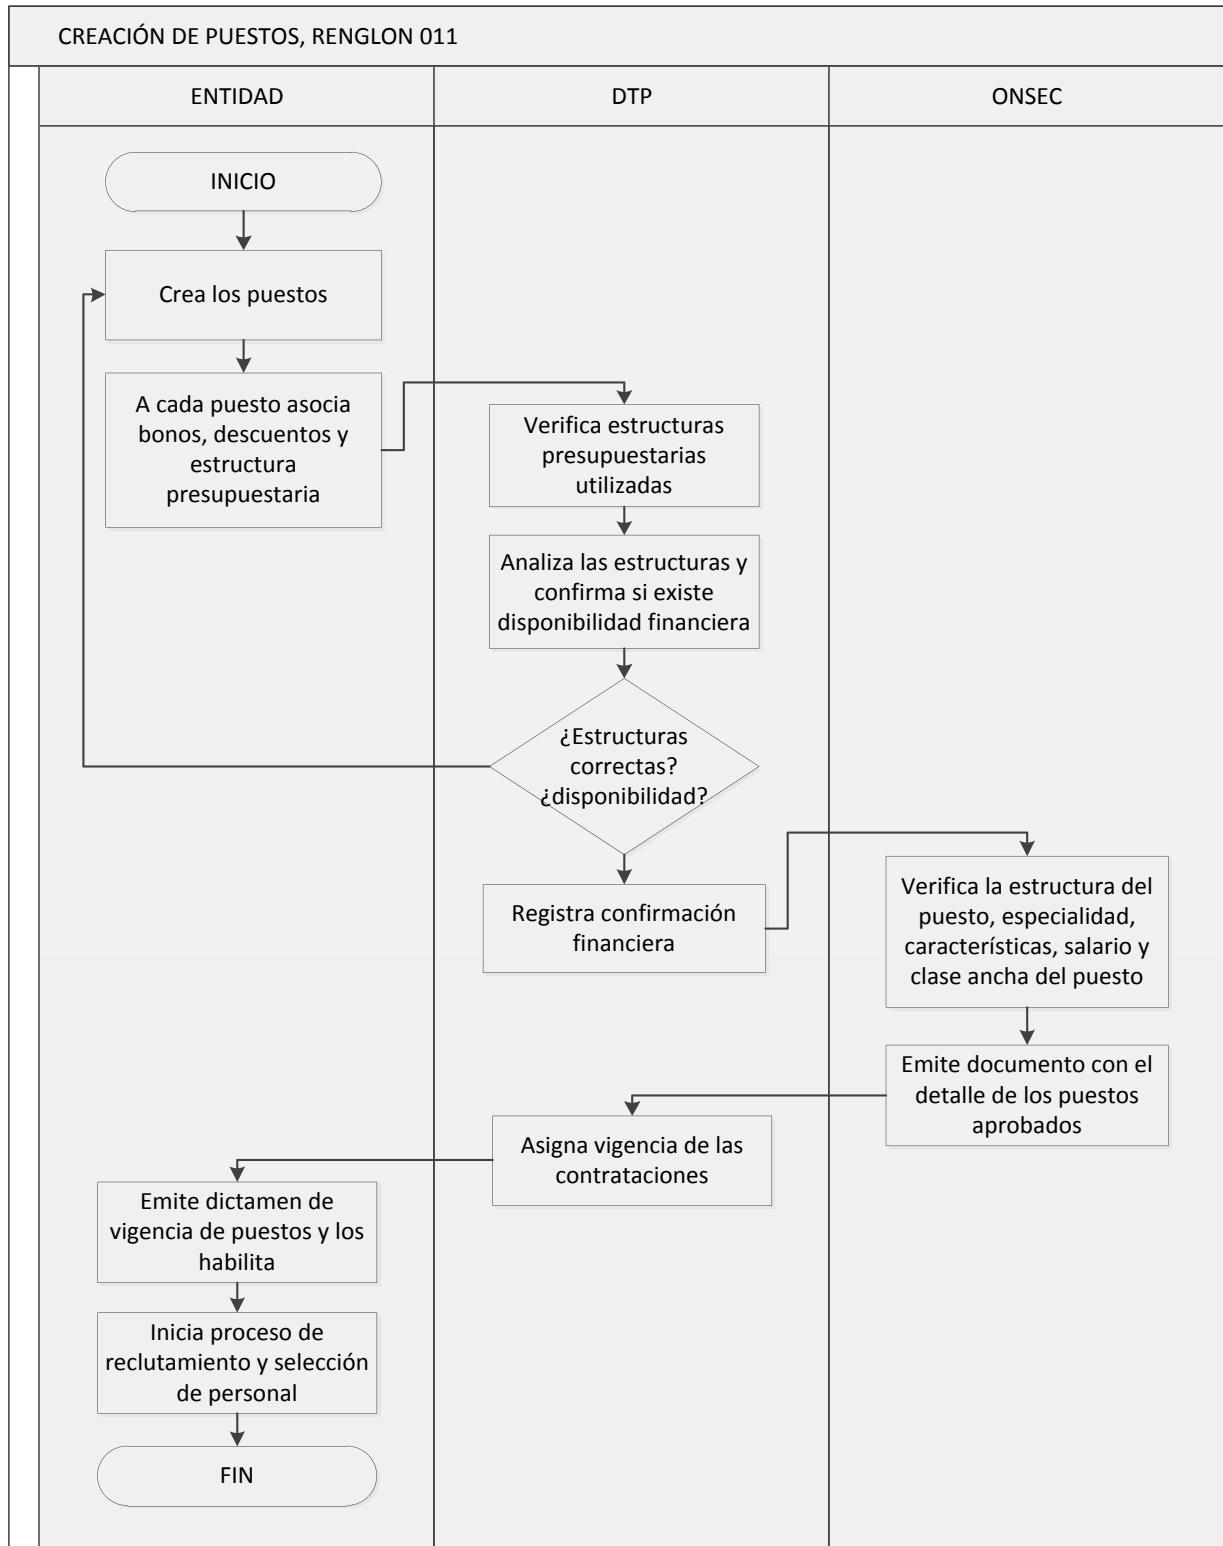 CREACIÓN DE PUESTOS, RENGLON 011
ENTIDAD
DTP
ONSEC
INICIO
Crea los puestos
A cada puesto asocia
bonos, descuentos y
estructura
presupuestaria
Verifica estructuras
presupuestarias
utilizadas
Analiza las estructuras y
confirma si existe
disponibilidad financiera
¿Estructuras
correctas?
¿disponibilidad?
Registra confirmación
financiera
Verifica la estructura del
puesto, especialidad,
características, salario y
clase ancha del puesto
Emite documento con el
detalle de los puestos
aprobados
Asigna vigencia de las
contrataciones
Emite dictamen de
vigencia de puestos y los
habilita
Inicia proceso de
reclutamiento y selección
de personal
FIN